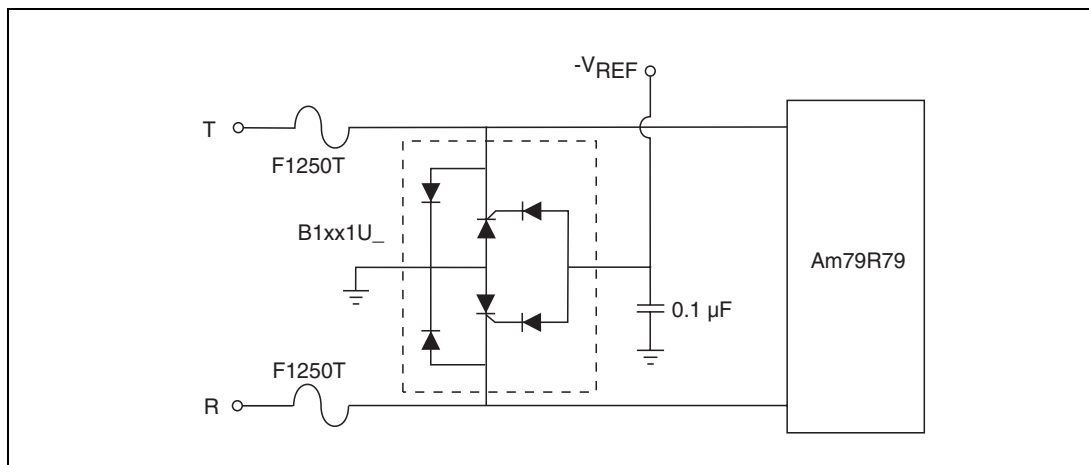 -VREF
T
F1250T
B1xx1U_
Am79R79
0.1 µF
F1250T
R